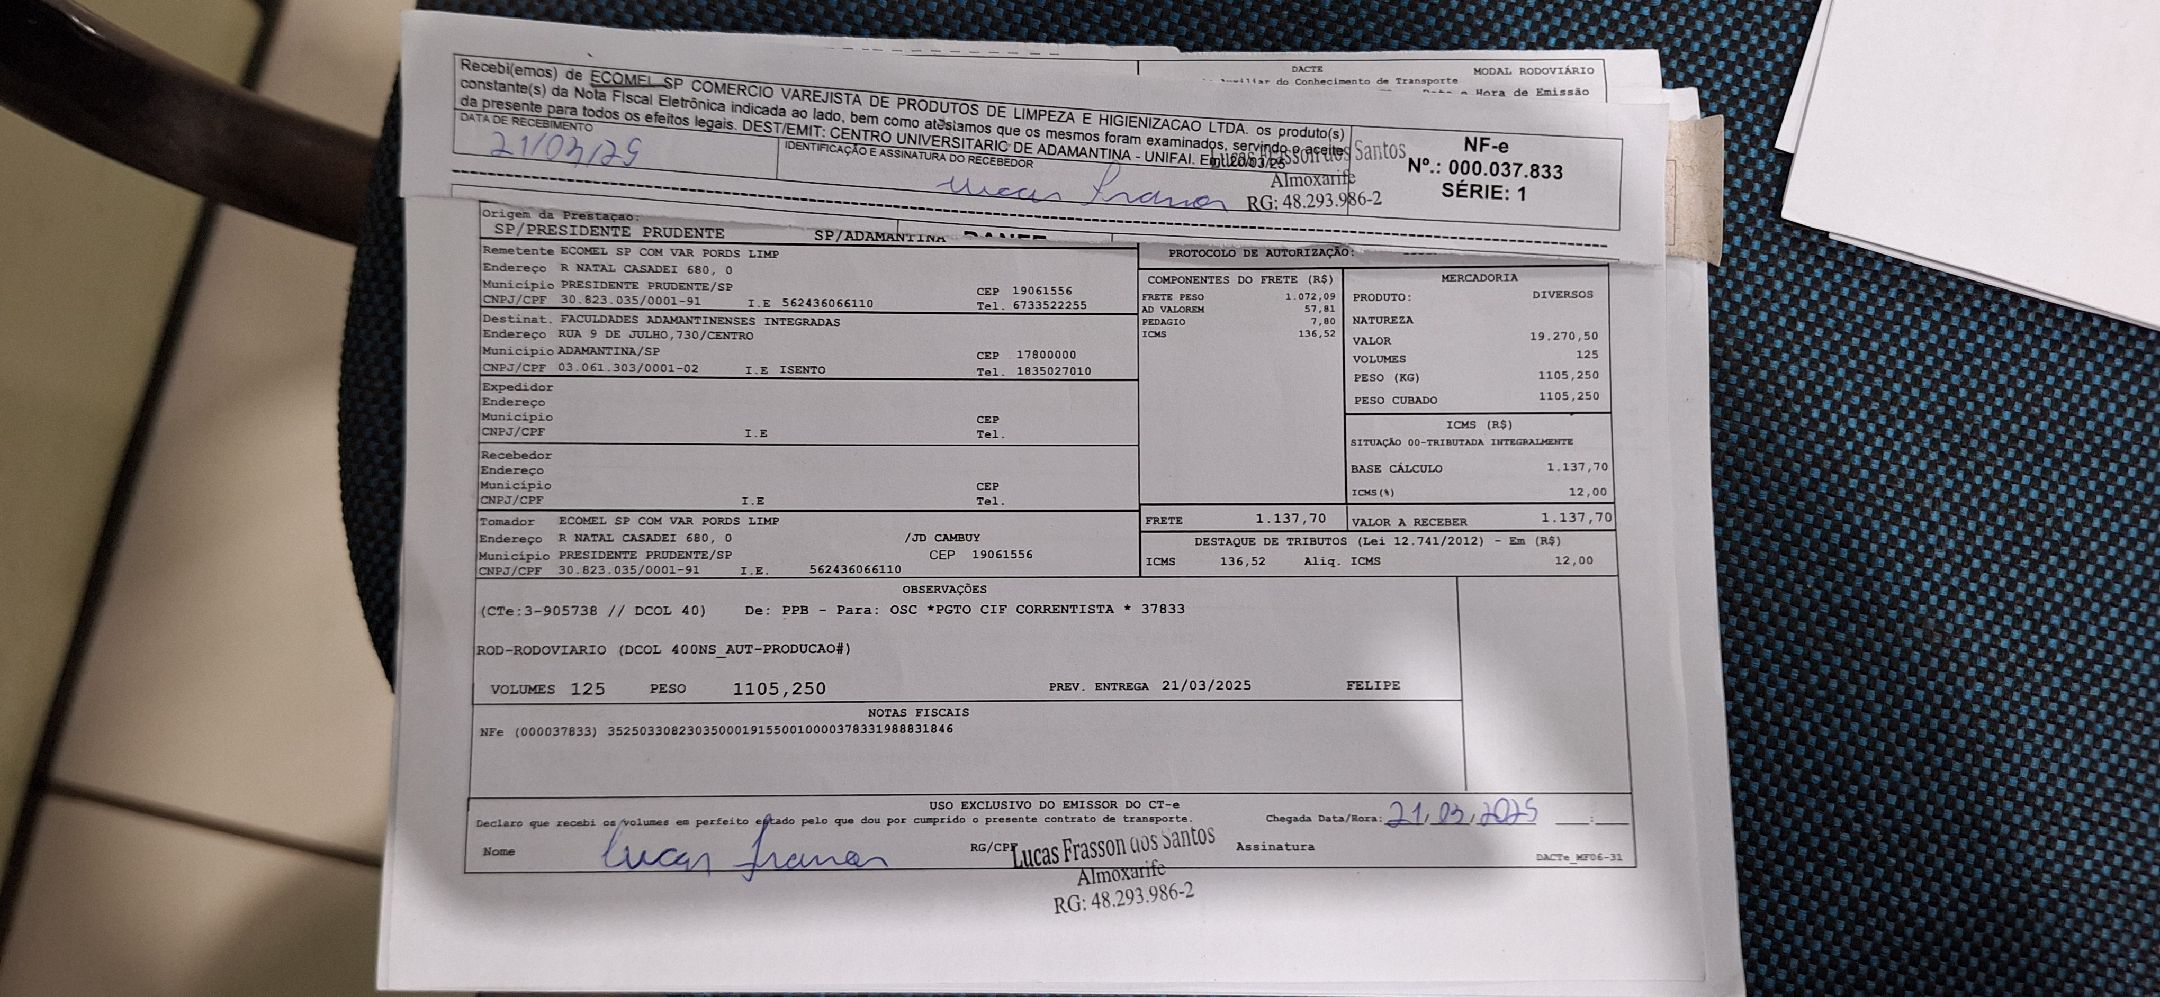 DACTE
MODAL RODOVIÁRIO
do Conhecimento de Transporte
Hora de Emissão
Recebi(emos) de ECOMEL SP COMERCIO VAREJISTA DE PRODUTOS DE LIMPEZA E HIGIENIZACAO LTDA. os produto(s)
constante(s) da Nota Fiscal Eletrônica indicada ao lado, bem como atestamos que os mesmos foram examinados, servindo o aceite
da presente para todos os efeitos legais. DEST/EMIT: CENTRO UNIVERSITARIO DE ADAMANTINA - UNIFAI. Em: 20/03/25
DATA DE RECEBIMENTO
21/03/25
IDENTIFICAÇÃO E ASSINATURA DO RECEBEDOR
Lucas Frasson
Lucas Frasson dos Santos
Almoxarife
RG: 48.293.986-2
NF-e
Nº.: 000.037.833
SÉRIE: 1
Origem da Prestação:
SP/PRESIDENTE PRUDENTE SP/ADAMANTINA
Remetente ECOMEL SP COM VAR PORDS LIMP
Endereço R NATAL CASADEI 680, 0
Município PRESIDENTE PRUDENTE/SP CEP 19061556
CNPJ/CPF 30.823.035/0001-91 I.E 562436066110 Tel. 6733522255
Destinat. FACULDADES ADAMANTINENSES INTEGRADAS
Endereço RUA 9 DE JULHO,730/CENTRO
Município ADAMANTINA/SP CEP 17800000
CNPJ/CPF 03.061.303/0001-02 I.E ISENTO Tel. 1835027010
Expedidor
Endereço
Município CEP
CNPJ/CPF I.E Tel.
Recebedor
Endereço
Município CEP
CNPJ/CPF I.E Tel.
Tomador ECOMEL SP COM VAR PORDS LIMP
Endereço R NATAL CASADEI 680, 0 /JD CAMBUY
Município PRESIDENTE PRUDENTE/SP CEP 19061556
CNPJ/CPF 30.823.035/0001-91 I.E. 562436066110
PROTOCOLO DE AUTORIZAÇÃO:
COMPONENTES DO FRETE (R$)
FRETE PESO 1.072,09
AD VALOREM 57,81
PEDAGIO 7,80
ICMS 136,52
MERCADORIA
PRODUTO: DIVERSOS
NATUREZA
VALOR 19.270,50
VOLUMES 125
PESO (KG) 1105,250
PESO CUBADO 1105,250
ICMS (R$)
SITUAÇÃO 00-TRIBUTADA INTEGRALMENTE
BASE CÁLCULO 1.137,70
ICMS(%) 12,00
FRETE 1.137,70 VALOR A RECEBER 1.137,70
DESTAQUE DE TRIBUTOS (Lei 12.741/2012) - Em (R$)
ICMS 136,52 Aliq. ICMS 12,00
OBSERVAÇÕES
(CTe:3-905738 // DCOL 40) De: PPB - Para: OSC *PGTO CIF CORRENTISTA * 37833
ROD-RODOVIARIO (DCOL 400NS_AUT-PRODUCAO#)
VOLUMES 125 PESO 1105,250 PREV. ENTREGA 21/03/2025 FELIPE
NOTAS FISCAIS
NFe (000037833) 35250330823035000191550010000378331988831846
USO EXCLUSIVO DO EMISSOR DO CT-e
Declaro que recebi os volumes em perfeito estado pelo que dou por cumprido o presente contrato de transporte. Chegada Data/Hora: 21/03/2025
Nome Lucas Frasson RG/CPF Lucas Frasson dos Santos Assinatura
Almoxarife
RG: 48.293.986-2
DACTe_MF06-31